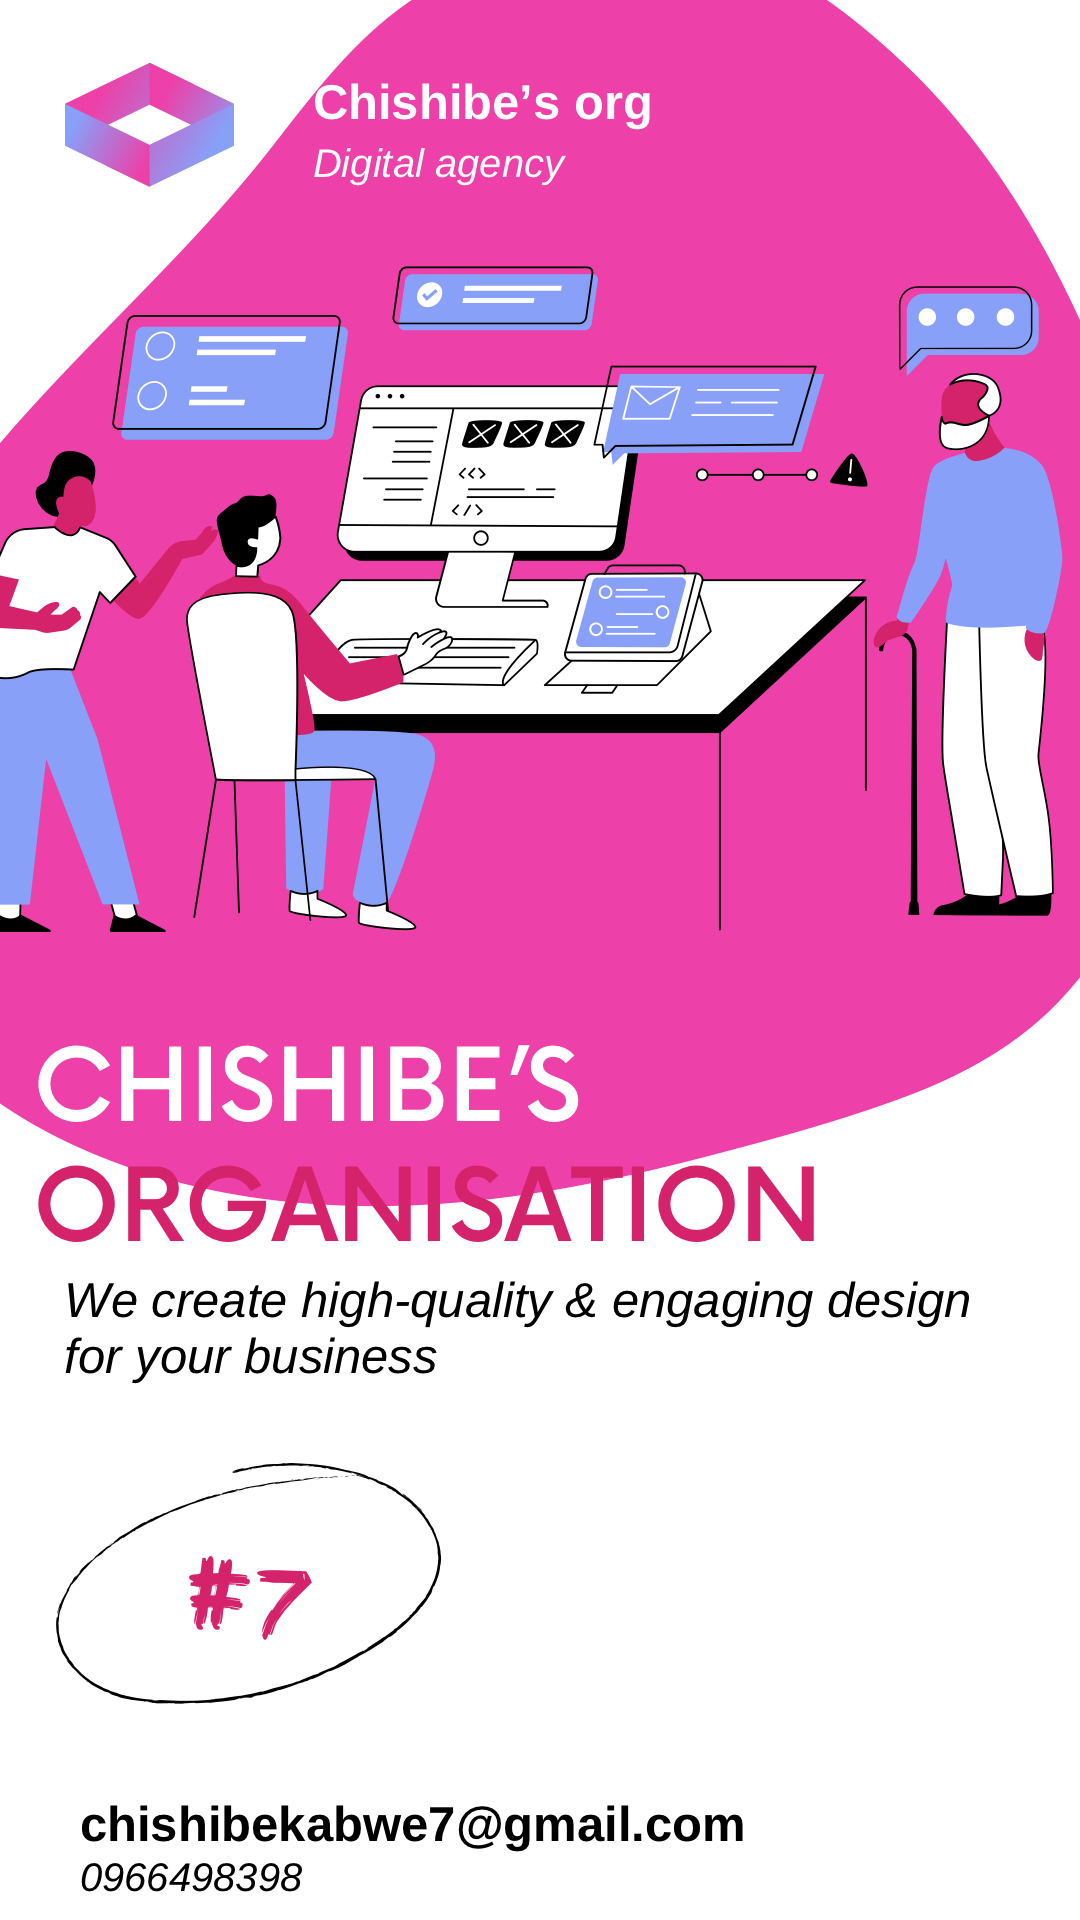 Chishibe’s org
Digital agency
CHISHIBE’S
ORGANISATION
We create high-quality & engaging design
for your business
#7
chishibekabwe7@gmail.com
0966498398